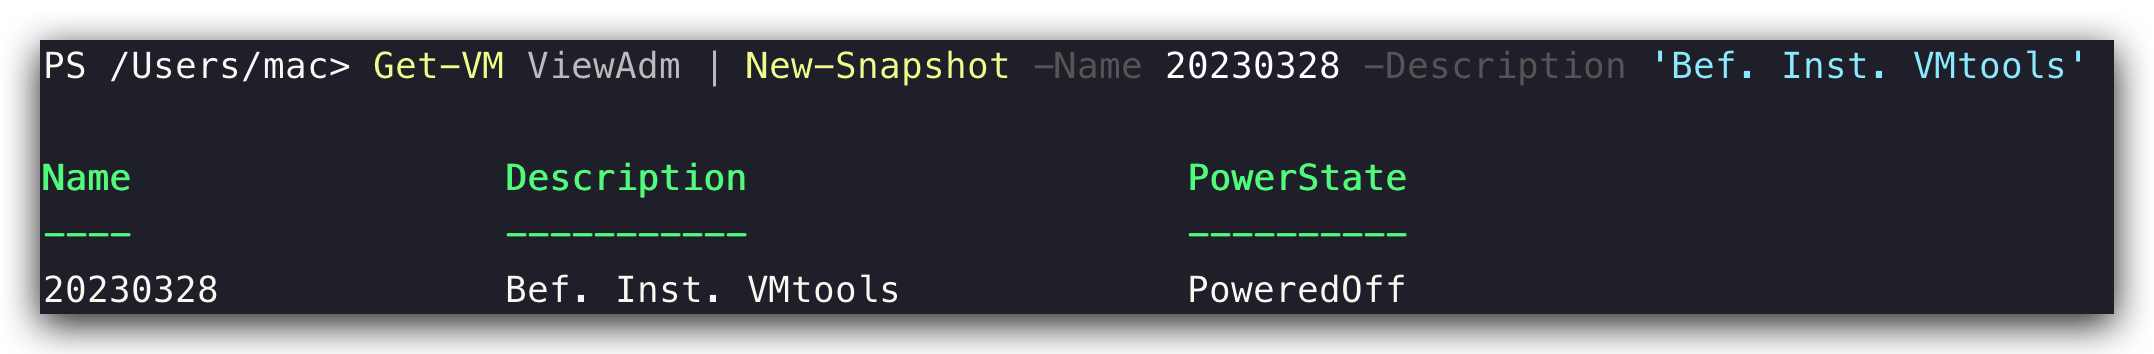 PS /Users/mac> Get-VM ViewAdm | New-Snapshot -Name 20230328 -Description 'Bef. Inst. VMtools'
Name Description PowerState
---- ----------- ----------
20230328 Bef. Inst. VMtools PoweredOff